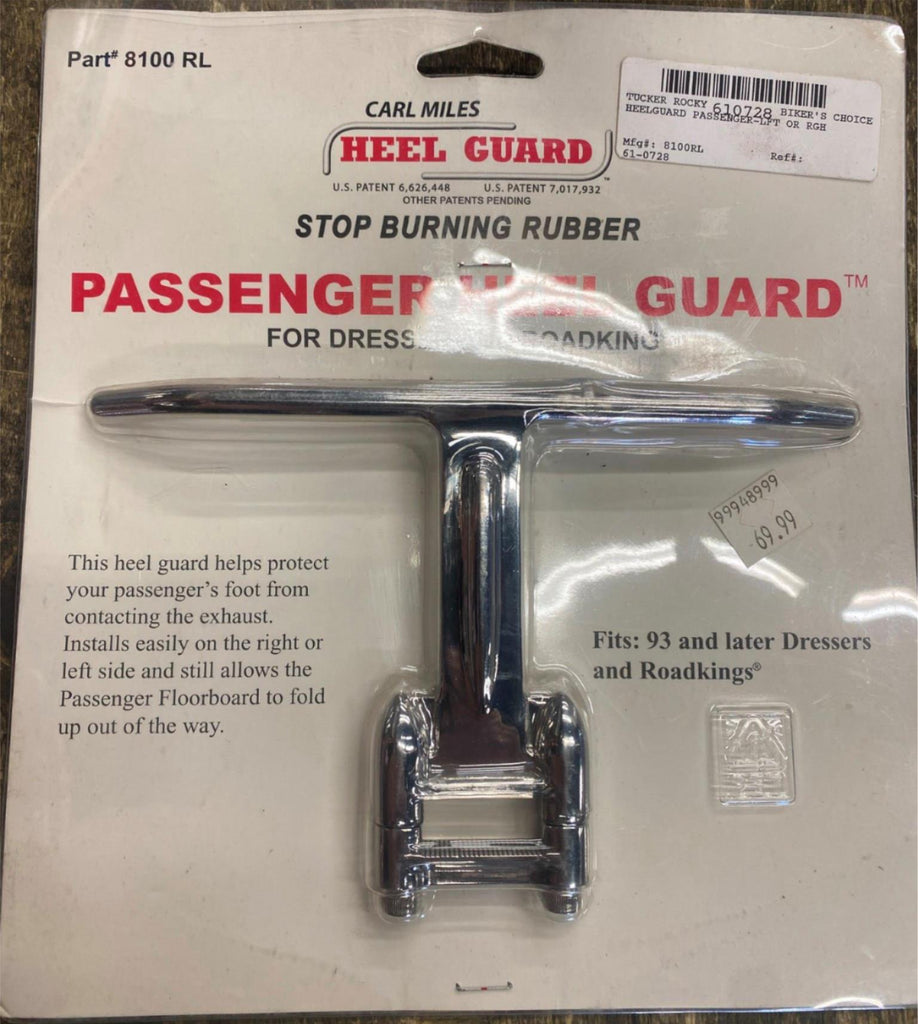 Part# 8100 RL
CARL MILES
HEEL GUARD™
U.S. PATENT 6,626,448 U.S. PATENT 7,017,932
OTHER PATENTS PENDING
STOP BURNING RUBBER
PASSENGER HEEL GUARD™
FOR DRESS ROADKING
TUCKER ROCKY 610728 BIKER'S CHOICE
HEELGUARD PASSENGER-LFT OR RGH
Mfg#: 8100RL
61-0728 Ref#:
99948999
69.99
This heel guard helps protect
your passenger's foot from
contacting the exhaust.
Installs easily on the right or
left side and still allows the
Passenger Floorboard to fold
up out of the way.
Fits: 93 and later Dressers
and Roadkings®